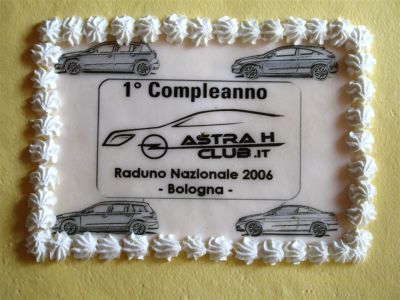 1° Compleanno
ASTRA H
CLUB.IT
Raduno Nazionale 2006
- Bologna -